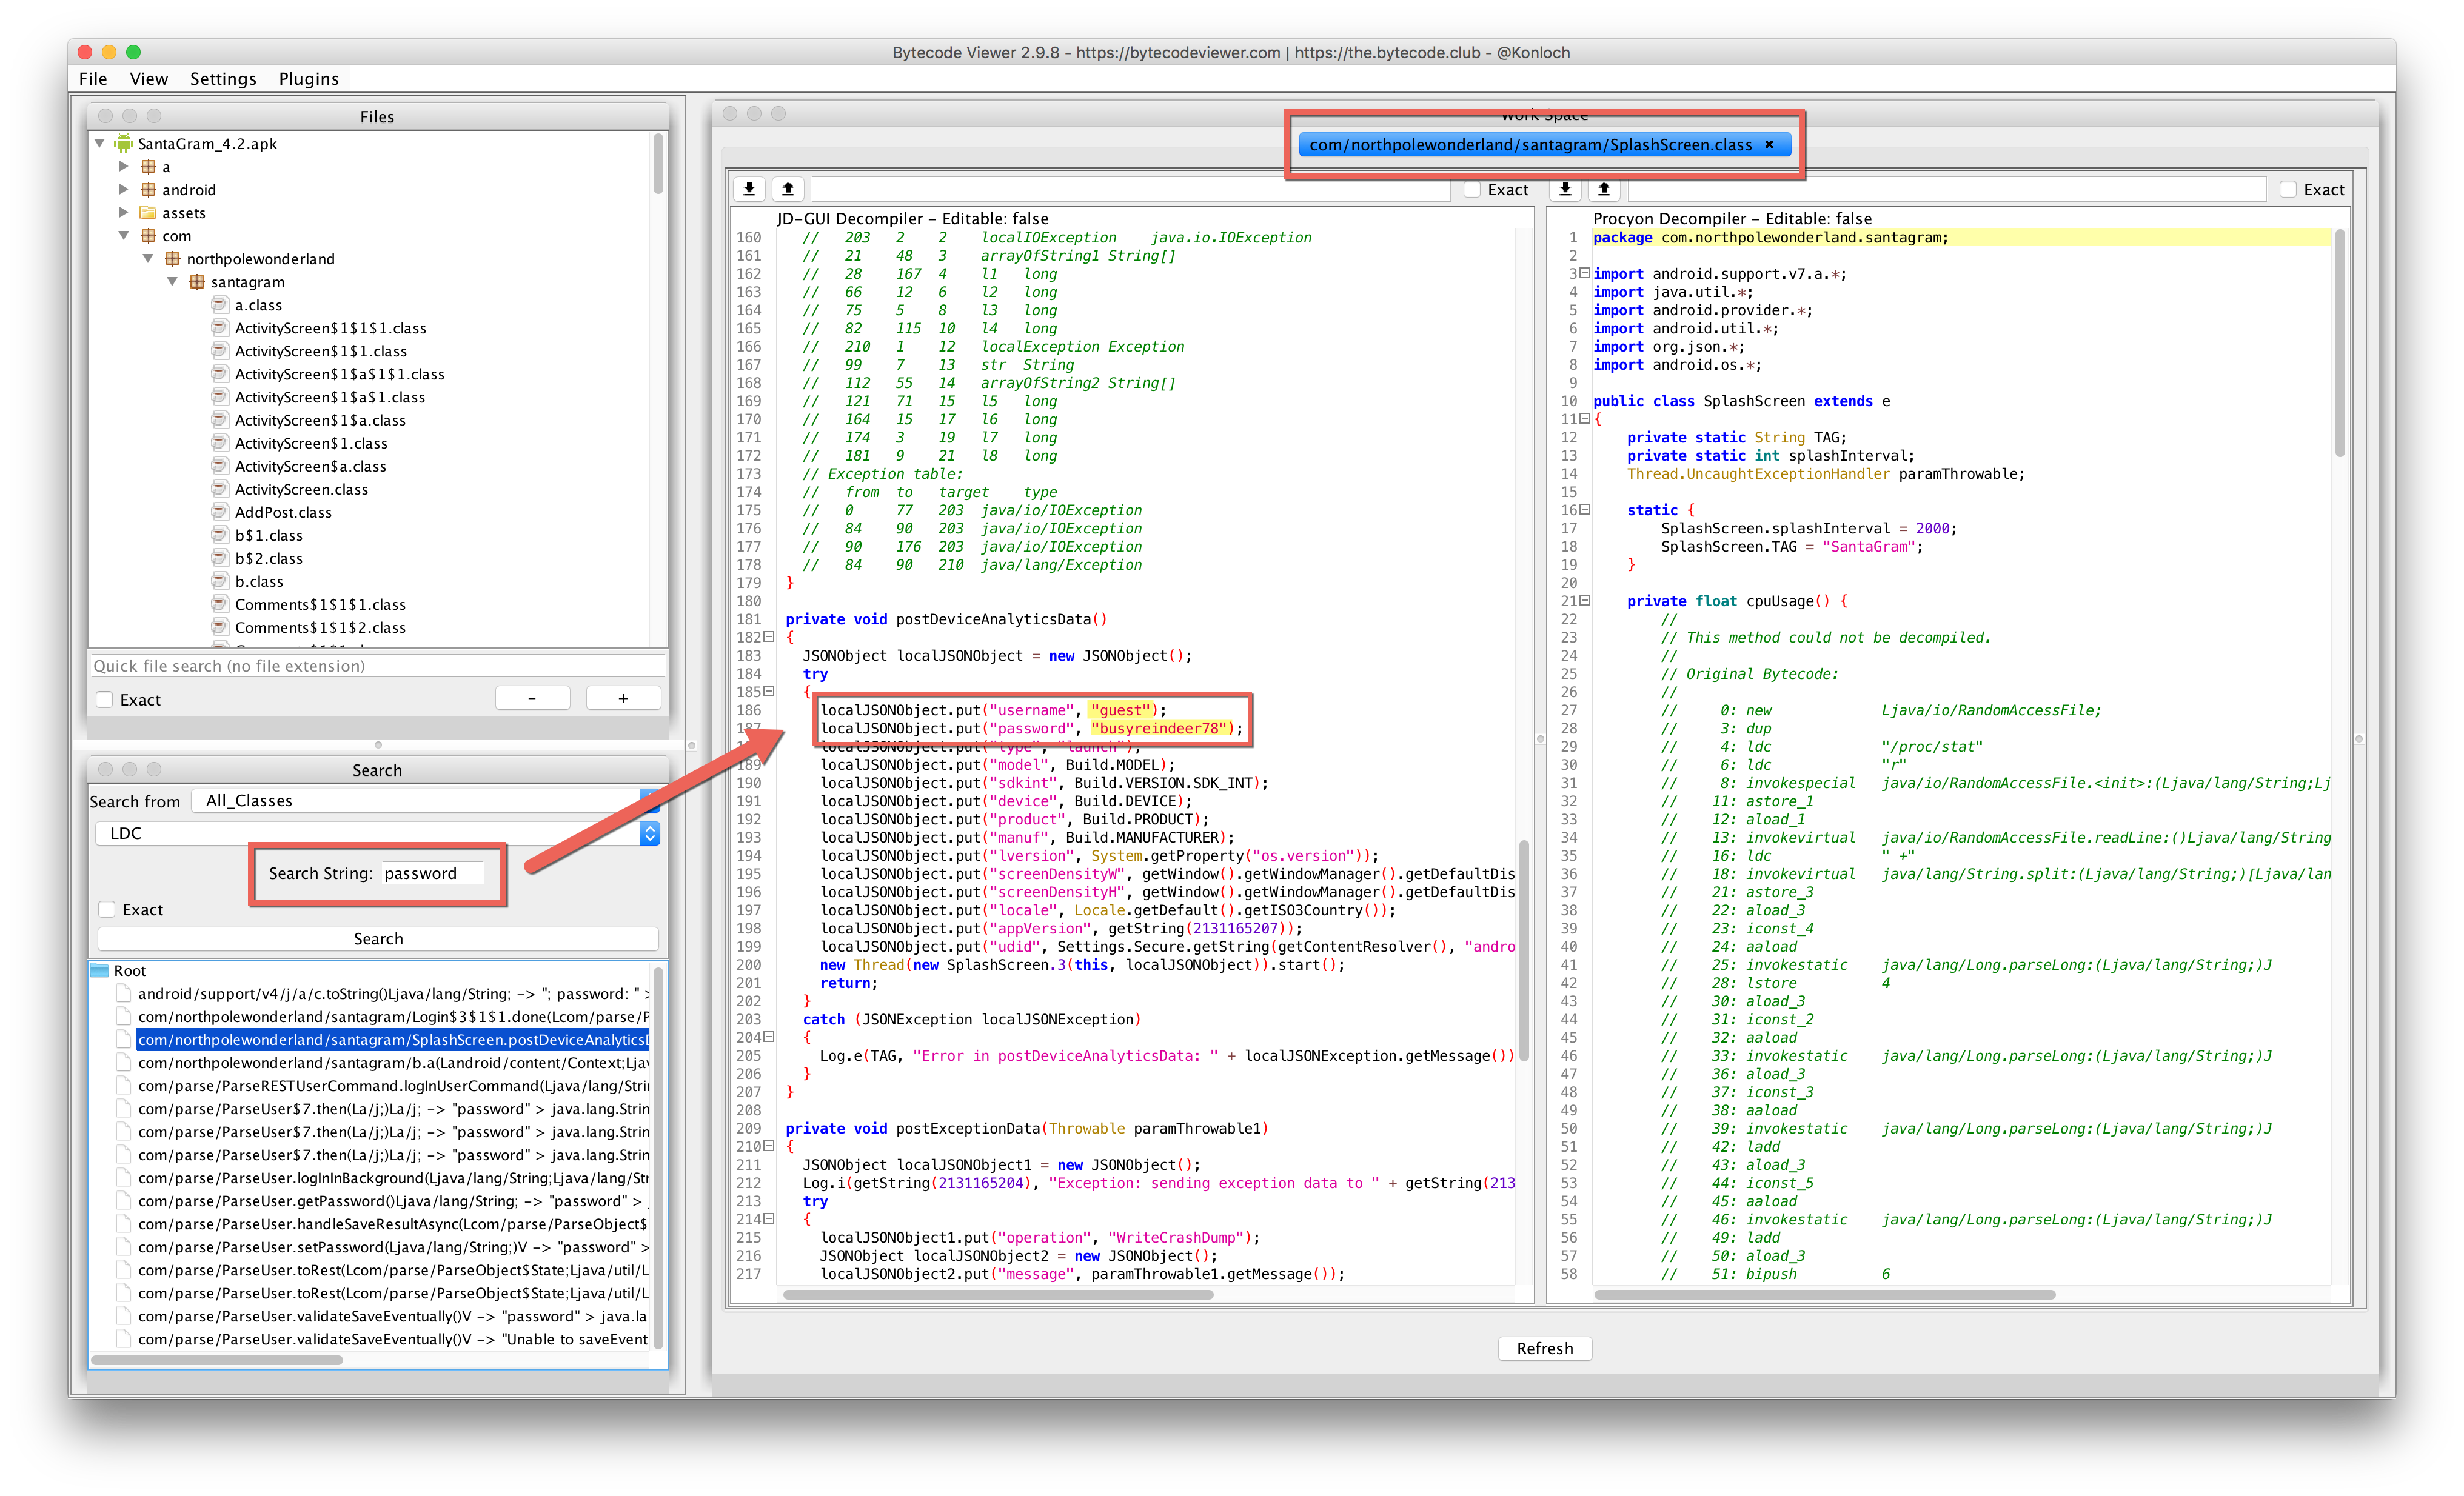 Bytecode Viewer 2.9.8 - https://bytecodeviewer.com | https://the.bytecode.club - @Konloch
File View Settings Plugins
Files
SantaGram_4.2.apk
a
android
assets
com
northpolewonderland
santagram
a.class
ActivityScreen$1$1$1.class
ActivityScreen$1$1.class
ActivityScreen$1$a$1$1.class
ActivityScreen$1$a$1.class
ActivityScreen$1$a.class
ActivityScreen$1.class
ActivityScreen$a.class
ActivityScreen.class
AddPost.class
b$1.class
b$2.class
b.class
Comments$1$1$1.class
Comments$1$1$2.class
Quick file search (no file extension)
Exact - +
Search
Search from All_Classes
LDC
Search String: password
Exact
Search
Root
android/support/v4/j/a/c.toString()Ljava/lang/String; -> "; password: " >
com/northpolewonderland/santagram/Login$3$1$1.done(Lcom/parse/P
com/northpolewonderland/santagram/SplashScreen.postDeviceAnalyticsD
com/northpolewonderland/santagram/b.a(Landroid/content/Context;Ljav
com/parse/ParseRESTUserCommand.logInUserCommand(Ljava/lang/Strin
com/parse/ParseUser$7.then(La/j;)La/j; -> "password" > java.lang.Strin
com/parse/ParseUser$7.then(La/j;)La/j; -> "password" > java.lang.Strin
com/parse/ParseUser$7.then(La/j;)La/j; -> "password" > java.lang.Strin
com/parse/ParseUser.logInInBackground(Ljava/lang/String;Ljava/lang/Str
com/parse/ParseUser.getPassword()Ljava/lang/String; -> "password" >
com/parse/ParseUser.handleSaveResultAsync(Lcom/parse/ParseObject$
com/parse/ParseUser.setPassword(Ljava/lang/String;)V -> "password" >
com/parse/ParseUser.toRest(Lcom/parse/ParseObject$State;Ljava/util/L
com/parse/ParseUser.toRest(Lcom/parse/ParseObject$State;Ljava/util/L
com/parse/ParseUser.validateSaveEventually()V -> "password" > java.la
com/parse/ParseUser.validateSaveEventually()V -> "Unable to saveEvent
Work Space
com/northpolewonderland/santagram/SplashScreen.class ×
Exact
JD-GUI Decompiler - Editable: false
160 // 203 2 2 localIOException java.io.IOException
161 // 21 48 3 arrayOfString1 String[]
162 // 28 167 4 l1 long
163 // 66 12 6 l2 long
164 // 75 5 8 l3 long
165 // 82 115 10 l4 long
166 // 210 1 12 localException Exception
167 // 99 7 13 str String
168 // 112 55 14 arrayOfString2 String[]
169 // 121 71 15 l5 long
170 // 164 15 17 l6 long
171 // 174 3 19 l7 long
172 // 181 9 21 l8 long
173 // Exception table:
174 // from to target type
175 // 0 77 203 java/io/IOException
176 // 84 90 203 java/io/IOException
177 // 90 176 203 java/io/IOException
178 // 84 90 210 java/lang/Exception
179 }
180
181 private void postDeviceAnalyticsData()
182 {
183 JSONObject localJSONObject = new JSONObject();
184 try
185 {
186 localJSONObject.put("username", "guest");
187 localJSONObject.put("password", "busyreindeer78");
localJSONObject.put("type", "launch");
189 localJSONObject.put("model", Build.MODEL);
190 localJSONObject.put("sdkint", Build.VERSION.SDK_INT);
191 localJSONObject.put("device", Build.DEVICE);
192 localJSONObject.put("product", Build.PRODUCT);
193 localJSONObject.put("manuf", Build.MANUFACTURER);
194 localJSONObject.put("lversion", System.getProperty("os.version"));
195 localJSONObject.put("screenDensityW", getWindow().getWindowManager().getDefaultDis
196 localJSONObject.put("screenDensityH", getWindow().getWindowManager().getDefaultDis
197 localJSONObject.put("locale", Locale.getDefault().getISO3Country());
198 localJSONObject.put("appVersion", getString(2131165207));
199 localJSONObject.put("udid", Settings.Secure.getString(getContentResolver(), "andro
200 new Thread(new SplashScreen.3(this, localJSONObject)).start();
201 return;
202 }
203 catch (JSONException localJSONException)
204 {
205 Log.e(TAG, "Error in postDeviceAnalyticsData: " + localJSONException.getMessage())
206 }
207 }
208
209 private void postExceptionData(Throwable paramThrowable1)
210 {
211 JSONObject localJSONObject1 = new JSONObject();
212 Log.i(getString(2131165204), "Exception: sending exception data to " + getString(213
213 try
214 {
215 localJSONObject1.put("operation", "WriteCrashDump");
216 JSONObject localJSONObject2 = new JSONObject();
217 localJSONObject2.put("message", paramThrowable1.getMessage());
Exact
Procyon Decompiler - Editable: false
1 package com.northpolewonderland.santagram;
2
3 import android.support.v7.a.*;
4 import java.util.*;
5 import android.provider.*;
6 import android.util.*;
7 import org.json.*;
8 import android.os.*;
9
10 public class SplashScreen extends e
11 {
12 private static String TAG;
13 private static int splashInterval;
14 Thread.UncaughtExceptionHandler paramThrowable;
15
16 static {
17 SplashScreen.splashInterval = 2000;
18 SplashScreen.TAG = "SantaGram";
19 }
20
21 private float cpuUsage() {
22 //
23 // This method could not be decompiled.
24 //
25 // Original Bytecode:
26 //
27 // 0: new Ljava/io/RandomAccessFile;
28 // 3: dup
29 // 4: ldc "/proc/stat"
30 // 6: ldc "r"
31 // 8: invokespecial java/io/RandomAccessFile.<init>:(Ljava/lang/String;Lj
32 // 11: astore_1
33 // 12: aload_1
34 // 13: invokevirtual java/io/RandomAccessFile.readLine:()Ljava/lang/String
35 // 16: ldc " +"
36 // 18: invokevirtual java/lang/String.split:(Ljava/lang/String;)[Ljava/lan
37 // 21: astore_3
38 // 22: aload_3
39 // 23: iconst_4
40 // 24: aaload
41 // 25: invokestatic java/lang/Long.parseLong:(Ljava/lang/String;)J
42 // 28: lstore 4
43 // 30: aload_3
44 // 31: iconst_2
45 // 32: aaload
46 // 33: invokestatic java/lang/Long.parseLong:(Ljava/lang/String;)J
47 // 36: aload_3
48 // 37: iconst_3
49 // 38: aaload
50 // 39: invokestatic java/lang/Long.parseLong:(Ljava/lang/String;)J
51 // 42: ladd
52 // 43: aload_3
53 // 44: iconst_5
54 // 45: aaload
55 // 46: invokestatic java/lang/Long.parseLong:(Ljava/lang/String;)J
56 // 49: ladd
57 // 50: aload_3
58 // 51: bipush 6
Refresh